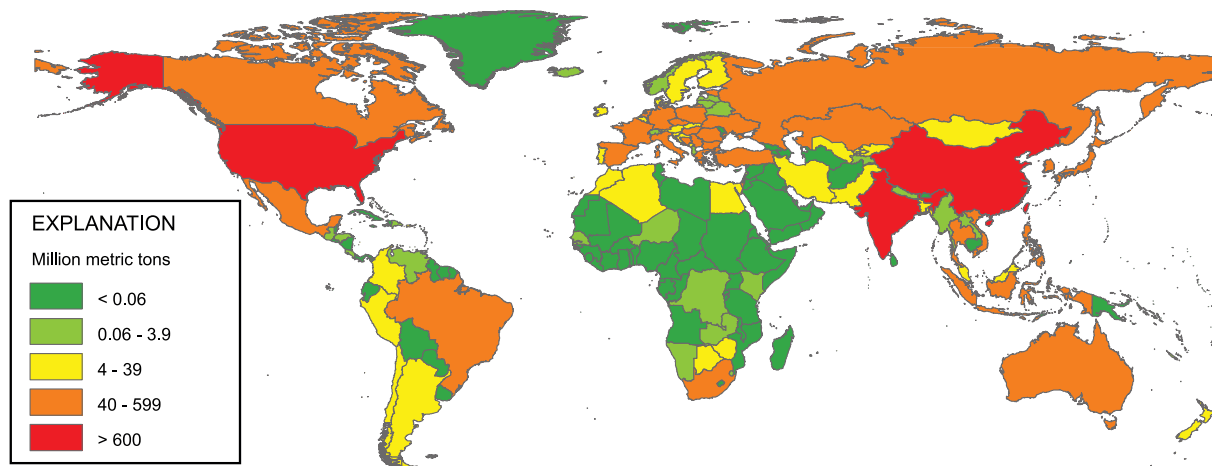 EXPLANATION
Million metric tons
< 0.06
0.06 - 3.9
4 - 39
40 - 599
> 600